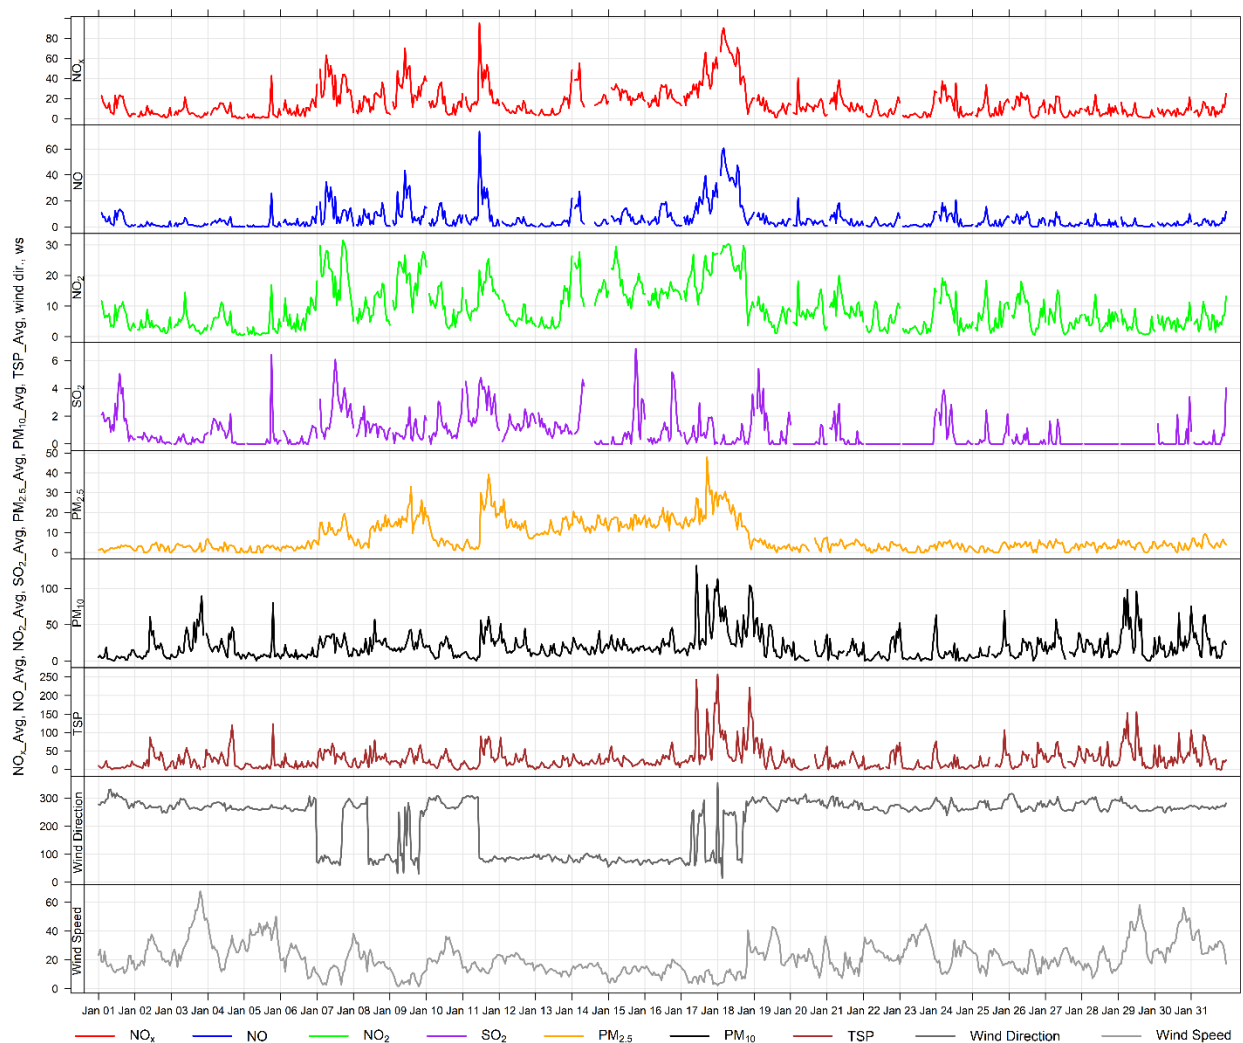 NOₓ_Avg, NO_Avg, NO₂_Avg, SO₂_Avg, PM₂.₅_Avg, PM₁₀_Avg, TSP_Avg, wind dir., ws
NOₓ
0 20 40 60 80
NO
0 20 40 60
NO₂
0 10 20 30
SO₂
0 2 4 6
PM₂.₅
0 10 20 30 40 50
PM₁₀
0 50 100
TSP
0 50 100 150 200 250
Wind Direction
0 100 200 300
Wind Speed
0 20 40 60
Jan 01 Jan 02 Jan 03 Jan 04 Jan 05 Jan 06 Jan 07 Jan 08 Jan 09 Jan 10 Jan 11 Jan 12 Jan 13 Jan 14 Jan 15 Jan 16 Jan 17 Jan 18 Jan 19 Jan 20 Jan 21 Jan 22 Jan 23 Jan 24 Jan 25 Jan 26 Jan 27 Jan 28 Jan 29 Jan 30 Jan 31
NOₓ NO NO₂ SO₂ PM₂.₅ PM₁₀ TSP Wind Direction Wind Speed